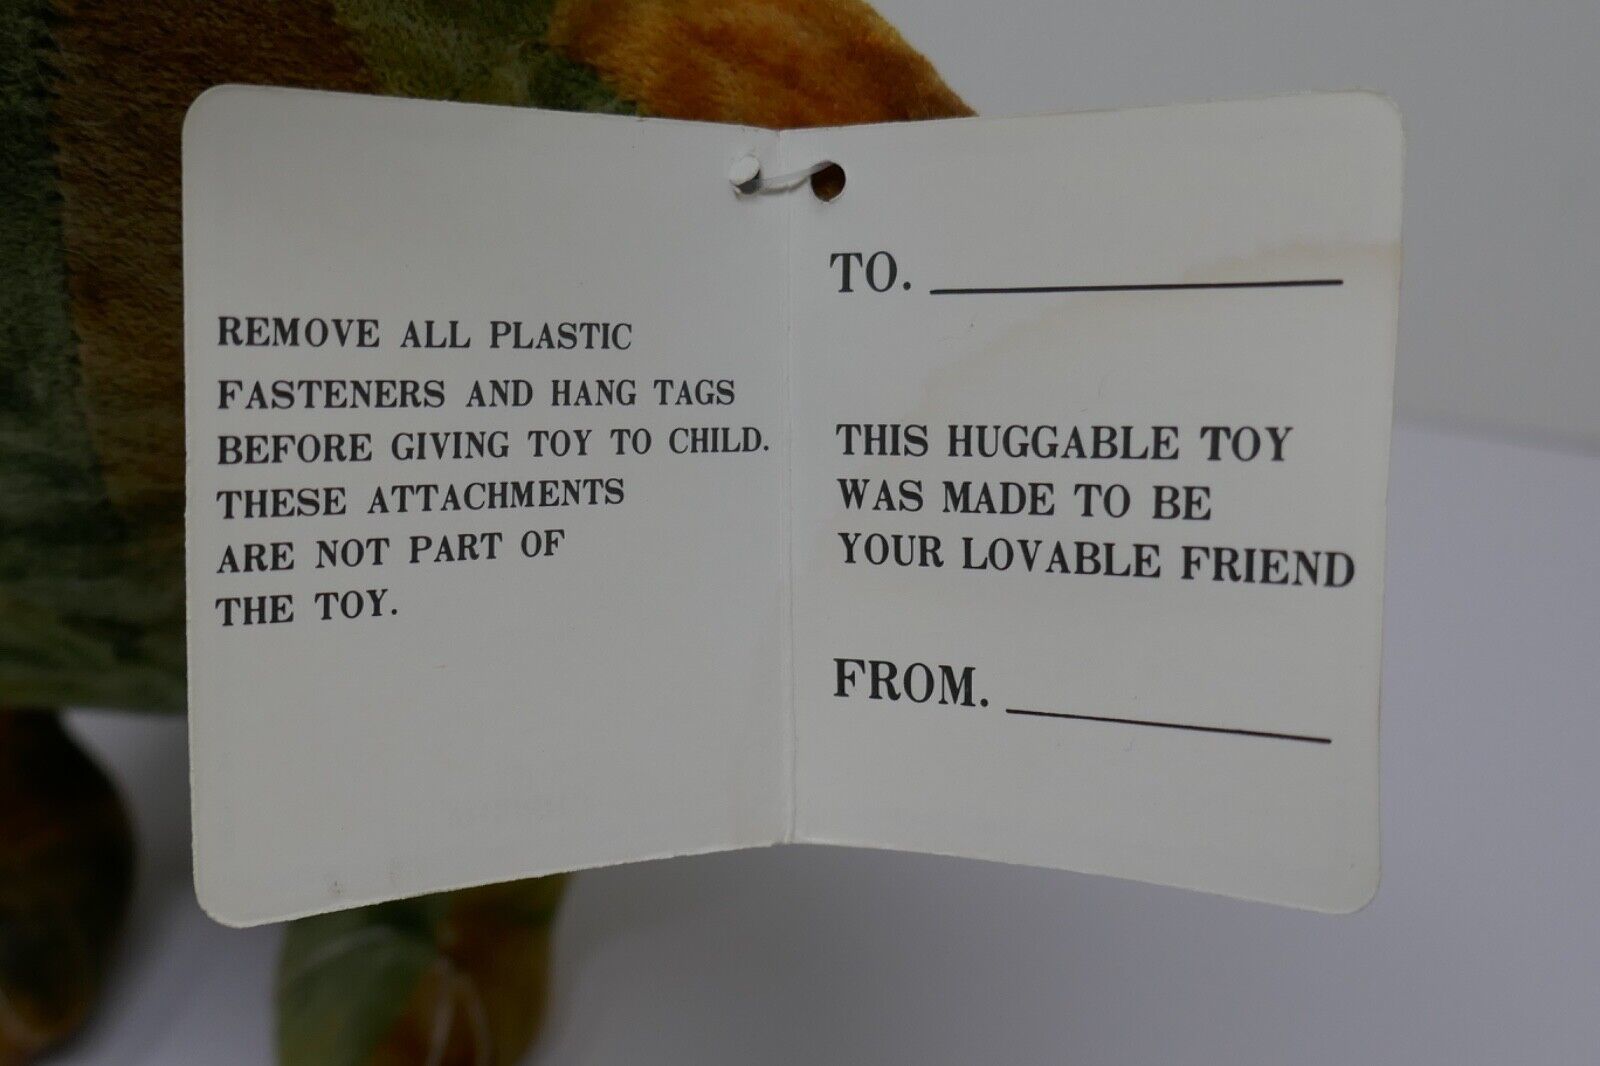 REMOVE ALL PLASTIC
FASTENERS AND HANG TAGS
BEFORE GIVING TOY TO CHILD.
THESE ATTACHMENTS
ARE NOT PART OF
THE TOY.
TO.
THIS HUGGABLE TOY
WAS MADE TO BE
YOUR LOVABLE FRIEND
FROM.